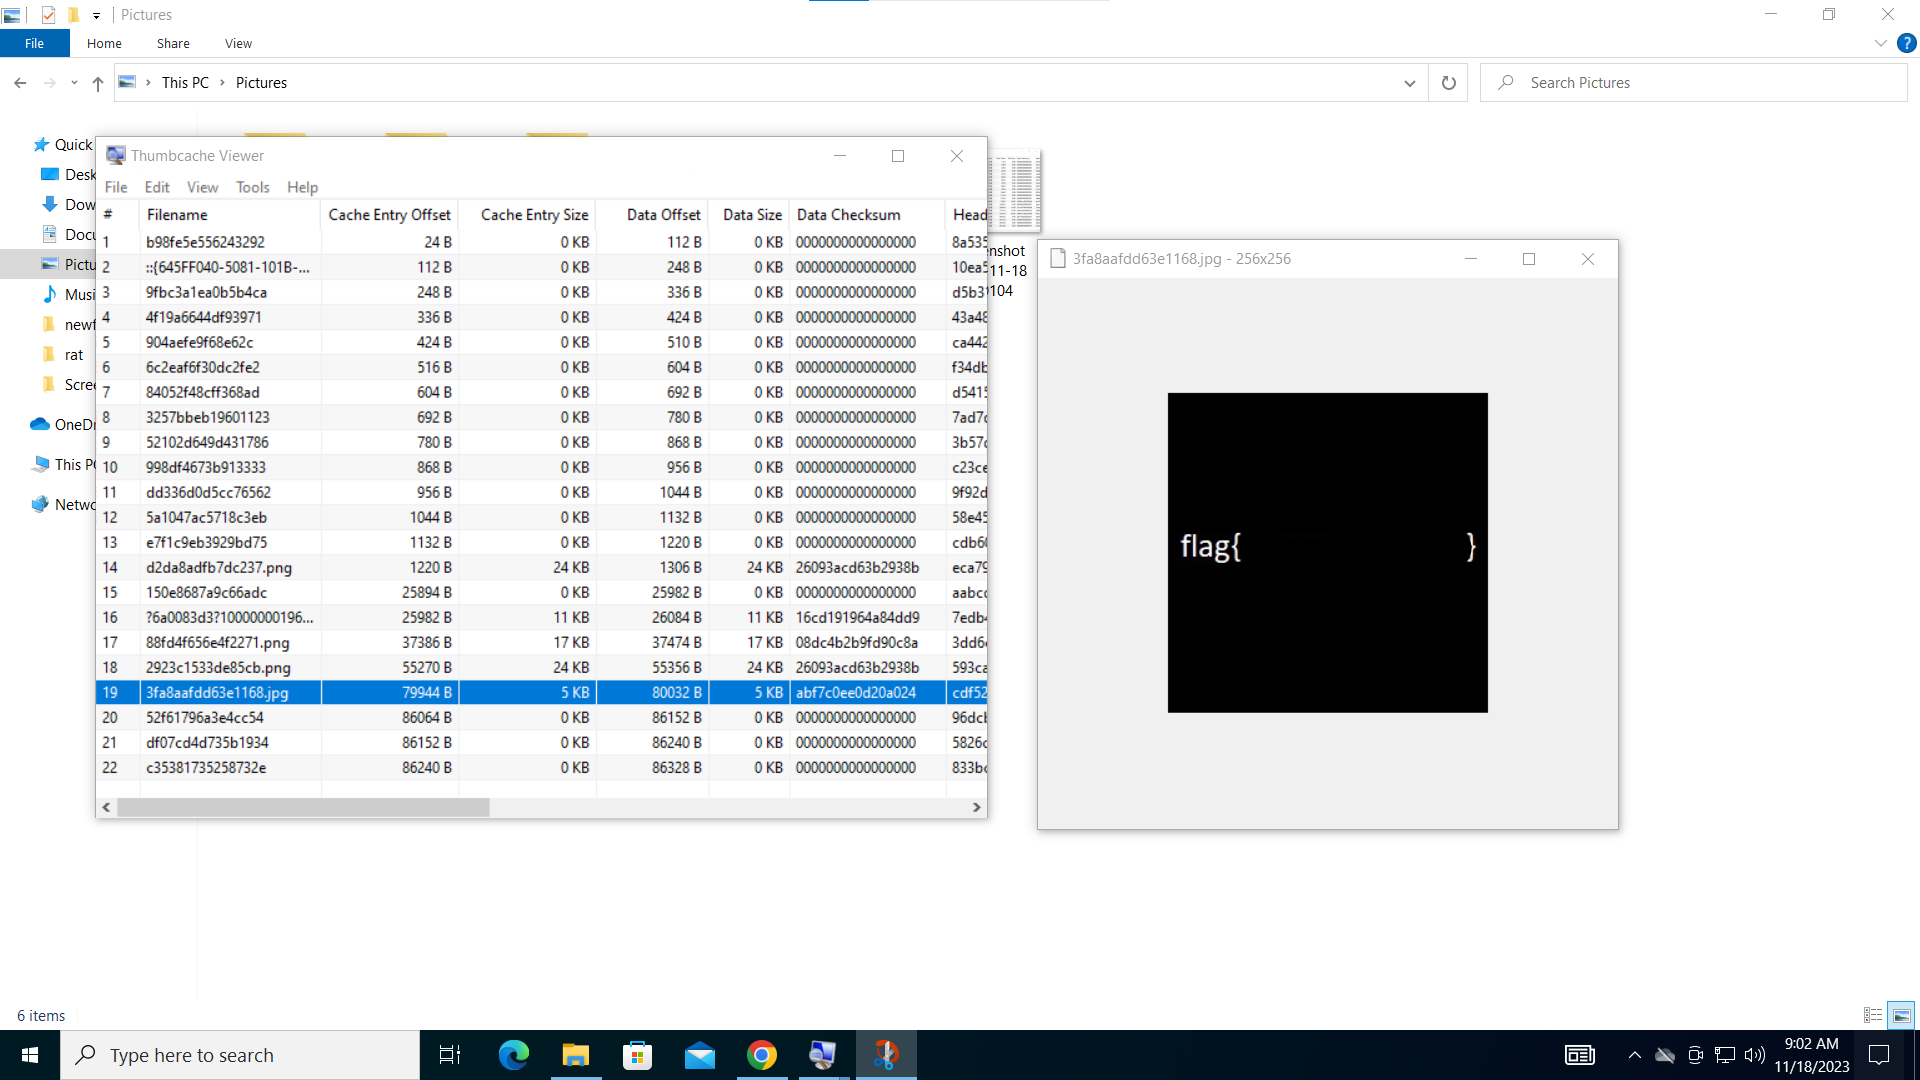 Pictures
File Home Share View
This PC Pictures
Search Pictures
Quick
Desk
Dow
Docu
Pictu
Musi
newf
rat
Scree
OneDr
This PC
Netwo
Thumbcache Viewer
File Edit View Tools Help
# Filename Cache Entry Offset Cache Entry Size Data Offset Data Size Data Checksum Head
1 b98fe5e556243292 24 B 0 KB 112 B 0 KB 0000000000000000 8a535
2 ::{645FF040-5081-101B-... 112 B 0 KB 248 B 0 KB 0000000000000000 10ea5
3 9fbc3a1ea0b5b4ca 248 B 0 KB 336 B 0 KB 0000000000000000 d5b3
4 4f19a6644df93971 336 B 0 KB 424 B 0 KB 0000000000000000 43a48
5 904aefe9f68e62c 424 B 0 KB 510 B 0 KB 0000000000000000 ca442
6 6c2eaf6f30dc2fe2 516 B 0 KB 604 B 0 KB 0000000000000000 f34db
7 84052f48cff368ad 604 B 0 KB 692 B 0 KB 0000000000000000 d5415
8 3257bbeb19601123 692 B 0 KB 780 B 0 KB 0000000000000000 7ad7c
9 52102d649d431786 780 B 0 KB 868 B 0 KB 0000000000000000 3b57c
10 998df4673b913333 868 B 0 KB 956 B 0 KB 0000000000000000 c23ce
11 dd336d0d5cc76562 956 B 0 KB 1044 B 0 KB 0000000000000000 9f92d
12 5a1047ac5718c3eb 1044 B 0 KB 1132 B 0 KB 0000000000000000 58e45
13 e7f1c9eb3929bd75 1132 B 0 KB 1220 B 0 KB 0000000000000000 cdb60
14 d2da8adfb7dc237.png 1220 B 24 KB 1306 B 24 KB 26093acd63b2938b eca79
15 150e8687a9c66adc 25894 B 0 KB 25982 B 0 KB 0000000000000000 aabcc
16 ?6a0083d3?10000000196... 25982 B 11 KB 26084 B 11 KB 16cd191964a84dd9 7edb4
17 88fd4f656e4f2271.png 37386 B 17 KB 37474 B 17 KB 08dc4b2b9fd90c8a 3dd6
18 2923c1533de85cb.png 55270 B 24 KB 55356 B 24 KB 26093acd63b2938b 593ca
19 3fa8aafdd63e1168.jpg 79944 B 5 KB 80032 B 5 KB abf7c0ee0d20a024 cdf52
20 52f61796a3e4cc54 86064 B 0 KB 86152 B 0 KB 0000000000000000 96dcb
21 df07cd4d735b1934 86152 B 0 KB 86240 B 0 KB 0000000000000000 5826c
22 c35381735258732e 86240 B 0 KB 86328 B 0 KB 0000000000000000 833bc
nshot
11-18
104
3fa8aafdd63e1168.jpg - 256x256
flag{ }
6 items
Type here to search
9:02 AM
11/18/2023